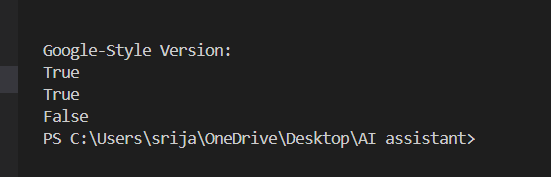 Google-Style Version:
True
True
False
PS C:\Users\srija\OneDrive\Desktop\AI assistant>